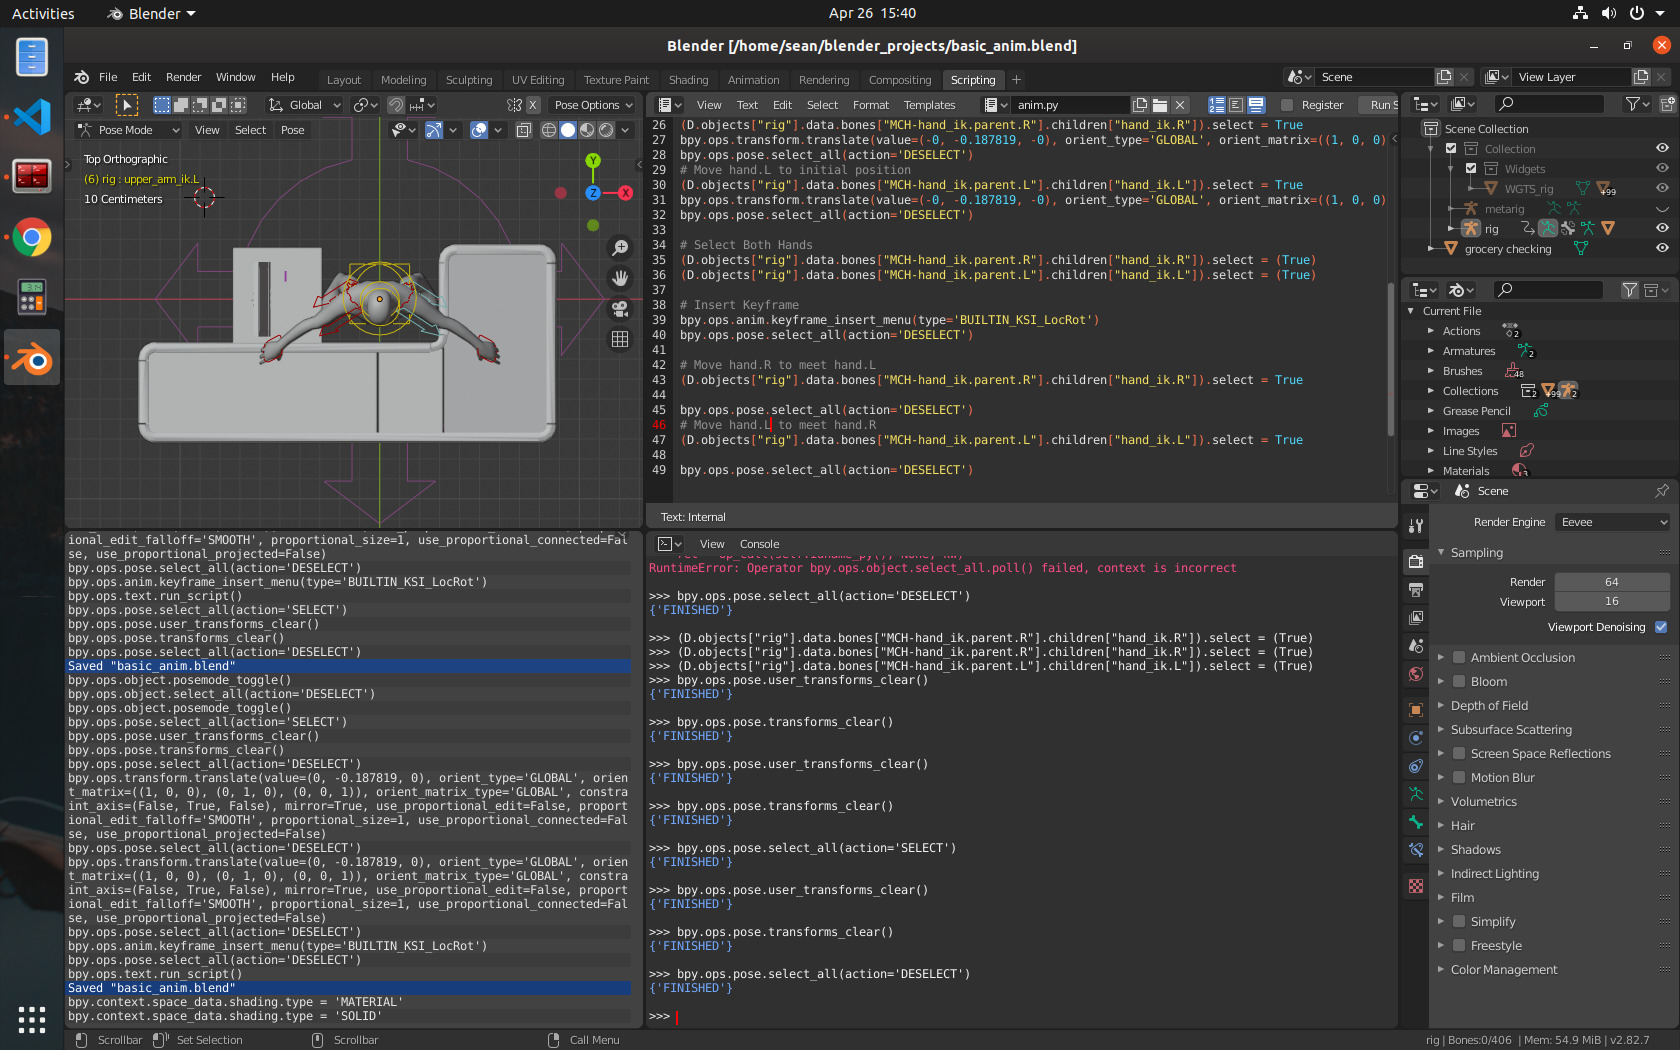 Activities
Blender
Apr 26 15:40
Blender [/home/sean/blender_projects/basic_anim.blend]
File Edit Render Window Help
Layout Modeling Sculpting UV Editing Texture Paint Shading Animation Rendering Compositing Scripting +
Scene
View Layer
Global
X
Pose Options
Pose Mode View Select Pose
Top Orthographic
(6) rig : upper_arm_ik.L
10 Centimeters
Y
Z
X
View Text Edit Select Format Templates
anim.py
Register
Run S
26 (D.objects["rig"].data.bones["MCH-hand_ik.parent.R"].children["hand_ik.R"]).select = True
27 bpy.ops.transform.translate(value=(-0, -0.187819, -0), orient_type='GLOBAL', orient_matrix=((1, 0, 0)
28 bpy.ops.pose.select_all(action='DESELECT')
29 # Move hand.L to initial position
30 (D.objects["rig"].data.bones["MCH-hand_ik.parent.L"].children["hand_ik.L"]).select = True
31 bpy.ops.transform.translate(value=(-0, -0.187819, -0), orient_type='GLOBAL', orient_matrix=((1, 0, 0)
32 bpy.ops.pose.select_all(action='DESELECT')
33
34 # Select Both Hands
35 (D.objects["rig"].data.bones["MCH-hand_ik.parent.R"].children["hand_ik.R"]).select = (True)
36 (D.objects["rig"].data.bones["MCH-hand_ik.parent.L"].children["hand_ik.L"]).select = (True)
37
38 # Insert Keyframe
39 bpy.ops.anim.keyframe_insert_menu(type='BUILTIN_KSI_LocRot')
40 bpy.ops.pose.select_all(action='DESELECT')
41
42 # Move hand.R to meet hand.L
43 (D.objects["rig"].data.bones["MCH-hand_ik.parent.R"].children["hand_ik.R"]).select = True
44
45 bpy.ops.pose.select_all(action='DESELECT')
46 # Move hand.L to meet hand.R
47 (D.objects["rig"].data.bones["MCH-hand_ik.parent.L"].children["hand_ik.L"]).select = True
48
49 bpy.ops.pose.select_all(action='DESELECT')
Text: Internal
Scene Collection
Collection
Widgets
WGTS_rig +99
metarig
rig
grocery checking
Current File
Actions 2
Armatures 2
Brushes 48
Collections 2 +99 2
Grease Pencil
Images
Line Styles
Materials 3
Scene
Render Engine Eevee
Sampling
Render 64
Viewport 16
Viewport Denoising
Ambient Occlusion
Bloom
Depth of Field
Subsurface Scattering
Screen Space Reflections
Motion Blur
Volumetrics
Hair
Shadows
Indirect Lighting
Film
Simplify
Freestyle
Color Management
ional_edit_falloff='SMOOTH', proportional_size=1, use_proportional_connected=Fal
se, use_proportional_projected=False)
bpy.ops.pose.select_all(action='DESELECT')
bpy.ops.anim.keyframe_insert_menu(type='BUILTIN_KSI_LocRot')
bpy.ops.text.run_script()
bpy.ops.pose.select_all(action='SELECT')
bpy.ops.pose.user_transforms_clear()
bpy.ops.pose.transforms_clear()
bpy.ops.pose.select_all(action='DESELECT')
Saved "basic_anim.blend"
bpy.ops.object.posemode_toggle()
bpy.ops.object.select_all(action='DESELECT')
bpy.ops.object.posemode_toggle()
bpy.ops.pose.select_all(action='SELECT')
bpy.ops.pose.user_transforms_clear()
bpy.ops.pose.transforms_clear()
bpy.ops.pose.select_all(action='DESELECT')
bpy.ops.transform.translate(value=(0, -0.187819, 0), orient_type='GLOBAL', orien
t_matrix=((1, 0, 0), (0, 1, 0), (0, 0, 1)), orient_matrix_type='GLOBAL', constra
int_axis=(False, True, False), mirror=True, use_proportional_edit=False, proport
ional_edit_falloff='SMOOTH', proportional_size=1, use_proportional_connected=Fal
se, use_proportional_projected=False)
bpy.ops.pose.select_all(action='DESELECT')
bpy.ops.transform.translate(value=(0, -0.187819, 0), orient_type='GLOBAL', orien
t_matrix=((1, 0, 0), (0, 1, 0), (0, 0, 1)), orient_matrix_type='GLOBAL', constra
int_axis=(False, True, False), mirror=True, use_proportional_edit=False, proport
ional_edit_falloff='SMOOTH', proportional_size=1, use_proportional_connected=Fal
se, use_proportional_projected=False)
bpy.ops.pose.select_all(action='DESELECT')
bpy.ops.anim.keyframe_insert_menu(type='BUILTIN_KSI_LocRot')
bpy.ops.pose.select_all(action='DESELECT')
bpy.ops.text.run_script()
Saved "basic_anim.blend"
bpy.context.space_data.shading.type = 'MATERIAL'
bpy.context.space_data.shading.type = 'SOLID'
View Console
RuntimeError: Operator bpy.ops.object.select_all.poll() failed, context is incorrect
>>> bpy.ops.pose.select_all(action='DESELECT')
{'FINISHED'}
>>> (D.objects["rig"].data.bones["MCH-hand_ik.parent.R"].children["hand_ik.R"]).select = (True)
>>> (D.objects["rig"].data.bones["MCH-hand_ik.parent.R"].children["hand_ik.R"]).select = (True)
>>> (D.objects["rig"].data.bones["MCH-hand_ik.parent.L"].children["hand_ik.L"]).select = (True)
>>> bpy.ops.pose.user_transforms_clear()
{'FINISHED'}
>>> bpy.ops.pose.transforms_clear()
{'FINISHED'}
>>> bpy.ops.pose.user_transforms_clear()
{'FINISHED'}
>>> bpy.ops.pose.transforms_clear()
{'FINISHED'}
>>> bpy.ops.pose.select_all(action='SELECT')
{'FINISHED'}
>>> bpy.ops.pose.user_transforms_clear()
{'FINISHED'}
>>> bpy.ops.pose.transforms_clear()
{'FINISHED'}
>>> bpy.ops.pose.select_all(action='DESELECT')
{'FINISHED'}
>>>
Scrollbar Set Selection Scrollbar Call Menu
rig | Bones:0/406 | Mem: 54.9 MiB | v2.82.7